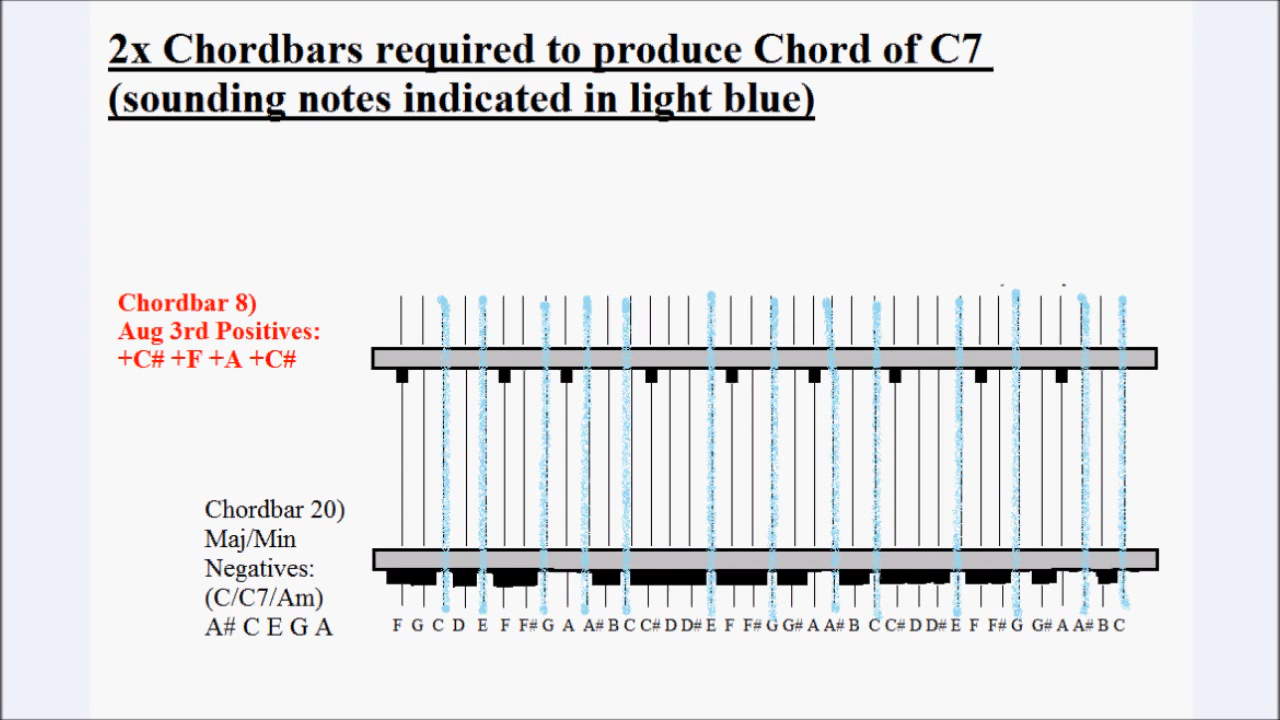 2x Chordbars required to produce Chord of C7
(sounding notes indicated in light blue)
Chordbar 8)
Aug 3rd Positives:
+C# +F +A +C#
Chordbar 20)
Maj/Min
Negatives:
(C/C7/Am)
A# C E G A
F G C D E F F# G A A# B C C# D D# E F F# G G# A A# B C C# D D# E F F# G G# A A# B C